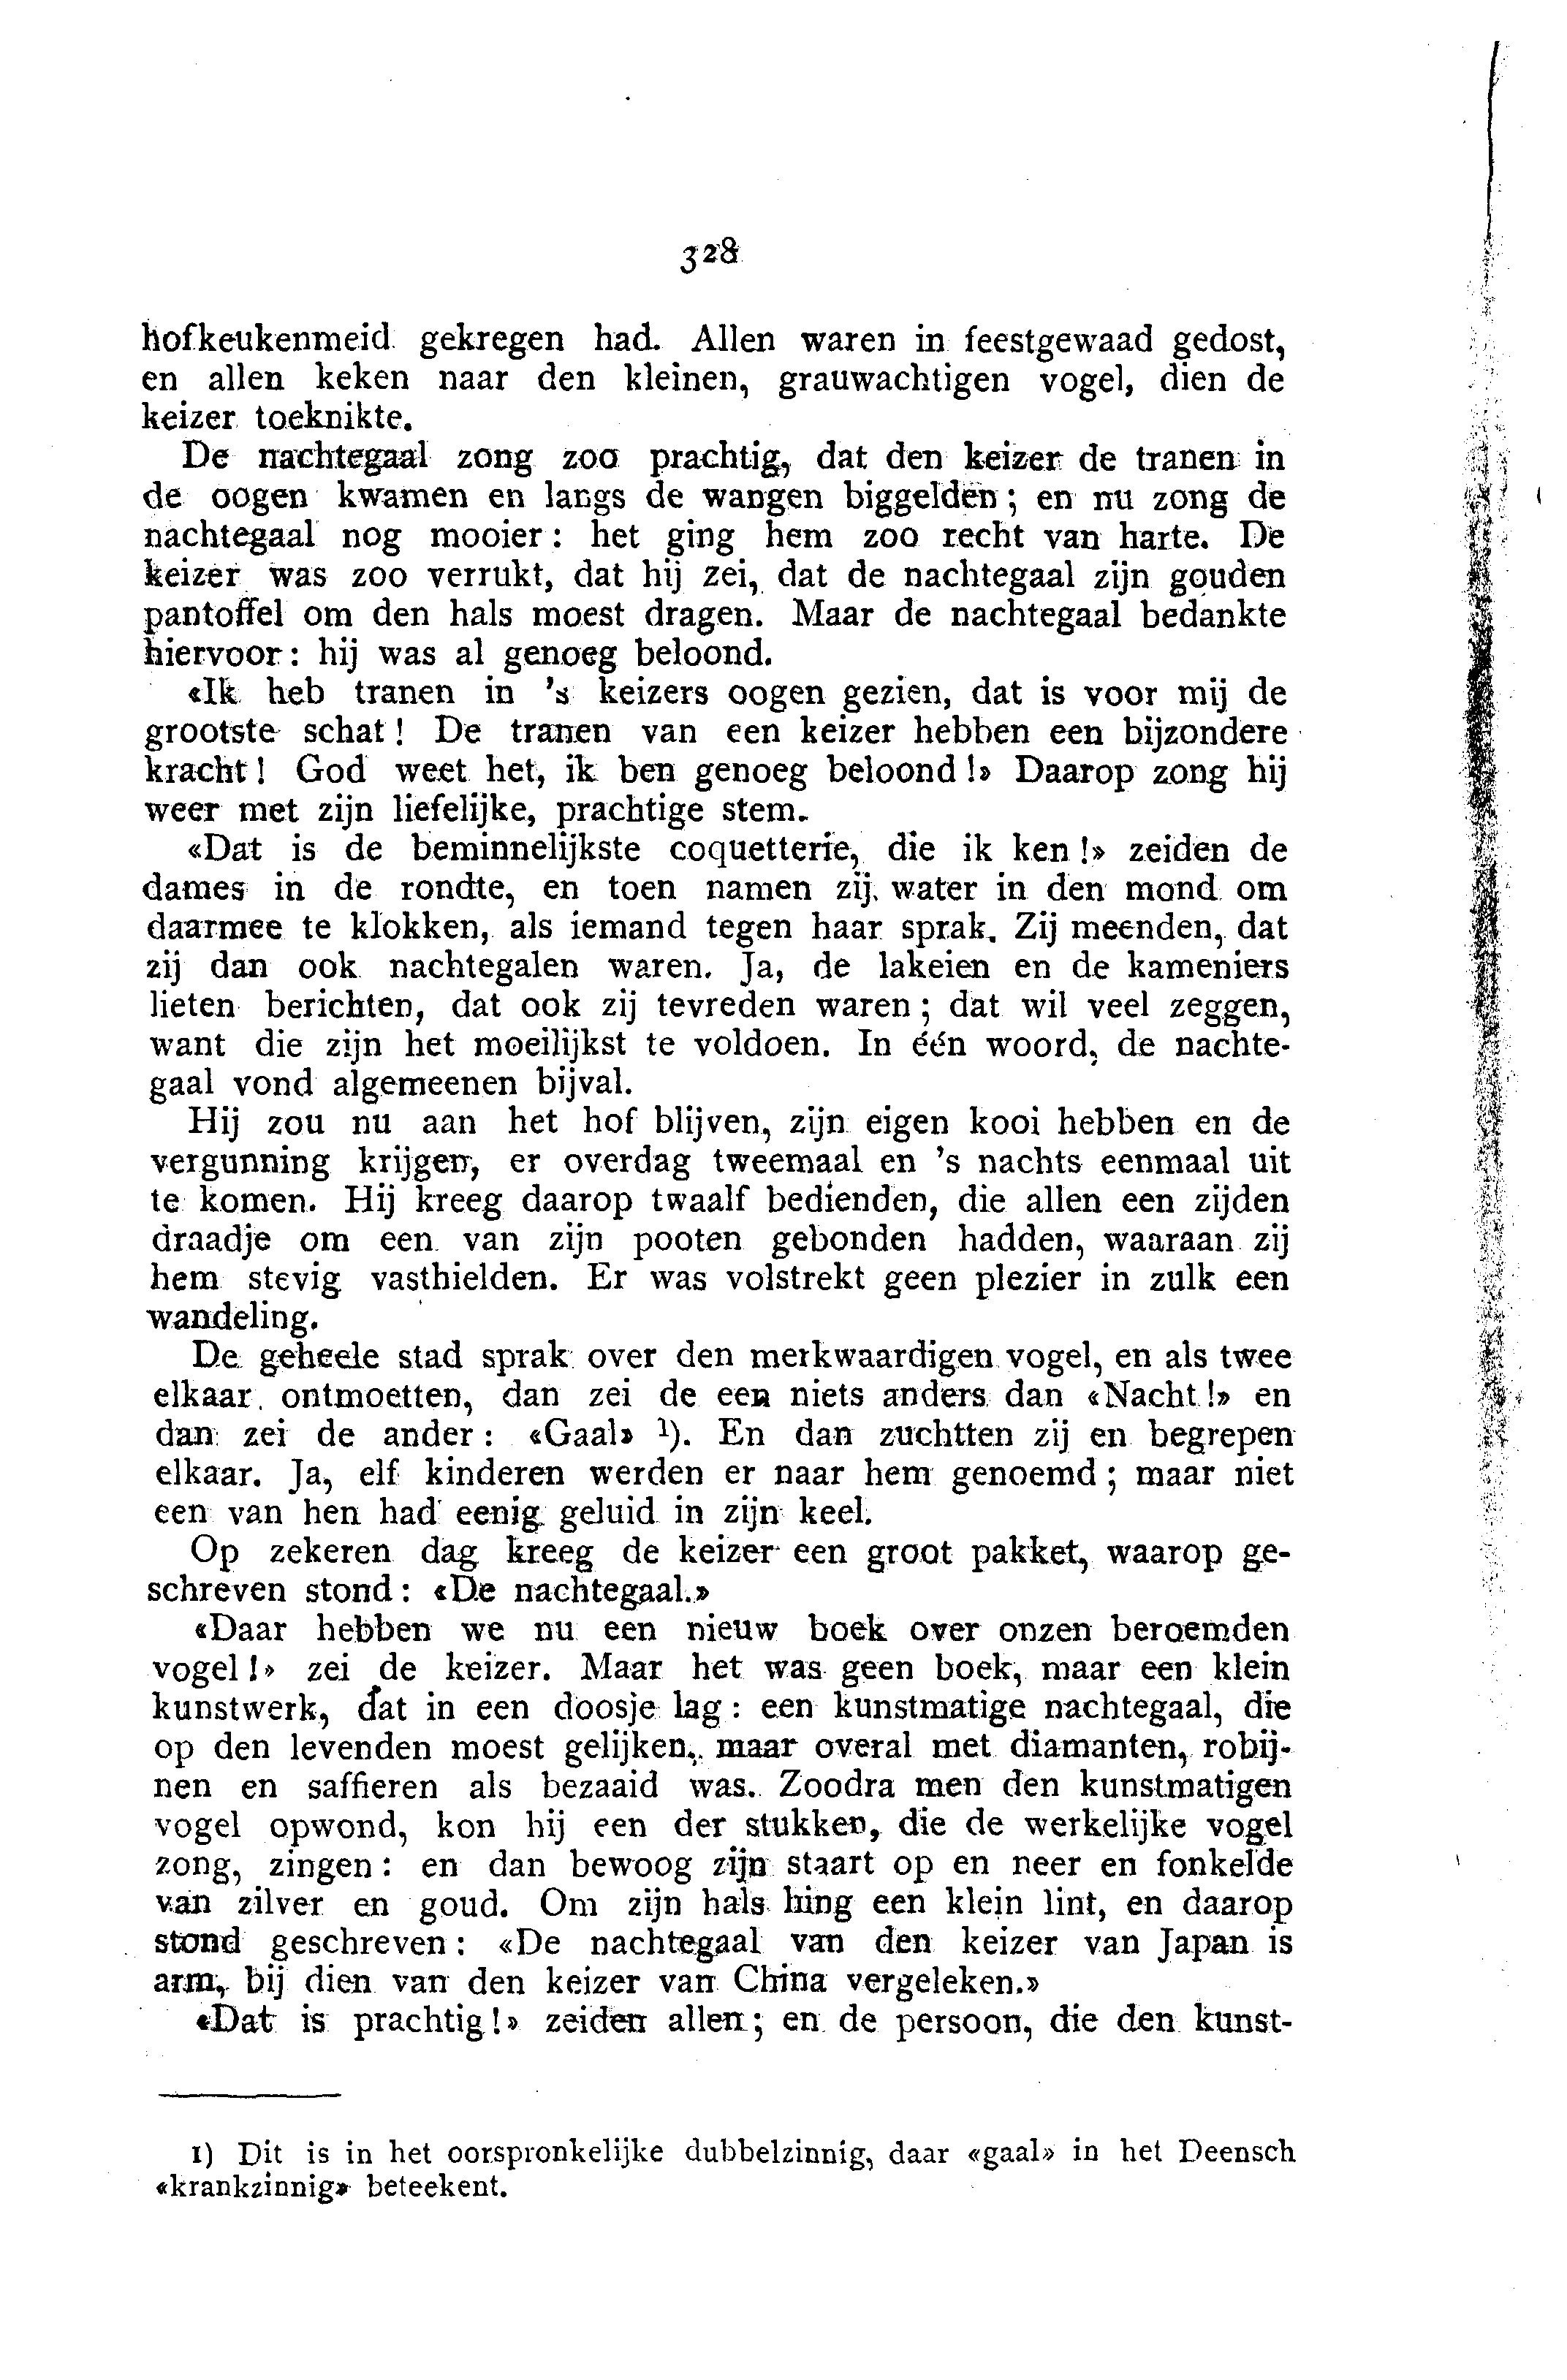 328
hofkeukenmeid gekregen had. Allen waren in feestgewaad gedost,
en allen keken naar den kleinen, grauwachtigen vogel, dien de
keizer toeknikte.
De nachtegaal zong zoo prachtig, dat den keizer de tranen in
de oogen kwamen en langs de wangen biggelden; en nu zong de
nachtegaal nog mooier: het ging hem zoo recht van harte. De
keizer was zoo verrukt, dat hij zei, dat de nachtegaal zijn gouden
pantoffel om den hals moest dragen. Maar de nachtegaal bedankte
hiervoor: hij was al genoeg beloond.
«Ik heb tranen in 's keizers oogen gezien, dat is voor mij de
grootste schat! De tranen van een keizer hebben een bijzondere
kracht! God weet het, ik ben genoeg beloond!» Daarop zong hij
weer met zijn liefelijke, prachtige stem.
«Dat is de beminnelijkste coquetterie, die ik ken!» zeiden de
dames in de rondte, en toen namen zij water in den mond om
daarmee te klokken, als iemand tegen haar sprak. Zij meenden, dat
zij dan ook nachtegalen waren. Ja, de lakeien en de kameniers
lieten berichten, dat ook zij tevreden waren; dat wil veel zeggen,
want die zijn het moeilijkst te voldoen. In één woord, de nachte-
gaal vond algemeenen bijval.
Hij zou nu aan het hof blijven, zijn eigen kooi hebben en de
vergunning krijgen, er overdag tweemaal en 's nachts eenmaal uit
te komen. Hij kreeg daarop twaalf bedienden, die allen een zijden
draadje om een van zijn pooten gebonden hadden, waaraan zij
hem stevig vasthielden. Er was volstrekt geen plezier in zulk een
wandeling.
De geheele stad sprak over den merkwaardigen vogel, en als twee
elkaar ontmoetten, dan zei de een niets anders dan «Nacht!» en
dan zei de ander: «Gaal» ¹). En dan zuchtten zij en begrepen
elkaar. Ja, elf kinderen werden er naar hem genoemd; maar niet
een van hen had eenig geluid in zijn keel.
Op zekeren dag kreeg de keizer een groot pakket, waarop ge-
schreven stond: «De nachtegaal.»
«Daar hebben we nu een nieuw boek over onzen beroemden
vogel!» zei de keizer. Maar het was geen boek, maar een klein
kunstwerk, dat in een doosje lag: een kunstmatige nachtegaal, die
op den levenden moest gelijken, maar overal met diamanten, robij-
nen en saffieren als bezaaid was. Zoodra men den kunstmatigen
vogel opwond, kon hij een der stukken, die de werkelijke vogel
zong, zingen: en dan bewoog zijn staart op en neer en fonkelde
van zilver en goud. Om zijn hals hing een klein lint, en daarop
stond geschreven: «De nachtegaal van den keizer van Japan is
arm, bij dien van den keizer van China vergeleken.»
«Dat is prachtig!» zeiden allen; en de persoon, die den kunst-
1) Dit is in het oorspronkelijke dubbelzinnig, daar «gaal» in het Deensch
«krankzinnig» beteekent.